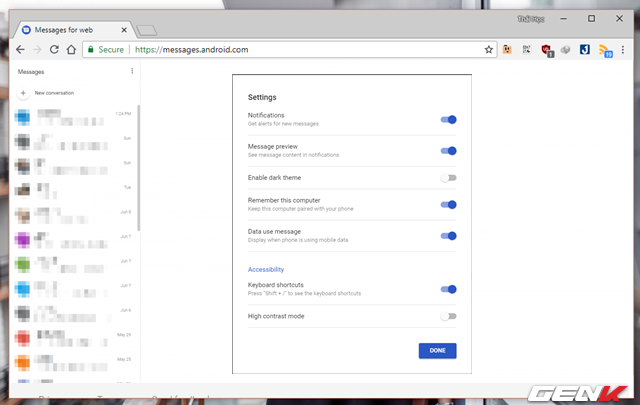 Thái Học
Messages for web
Secure
https://messages.android.com
1
10
Messages
New conversation
1:24 PM
Sun
Sun
Tue
Jun 8
Jun 7
Jun 7
Jun 7
Jun 6
May 29
May 29
Settings
Notifications
Get alerts for new messages
Message preview
See message content in notifications
Enable dark theme
Remember this computer
Keep this computer paired with your phone
Data use message
Display when phone is using mobile data
Accessibility
Keyboard shortcuts
Press "Shift + /" to see the keyboard shortcuts
High contrast mode
DONE
GENK